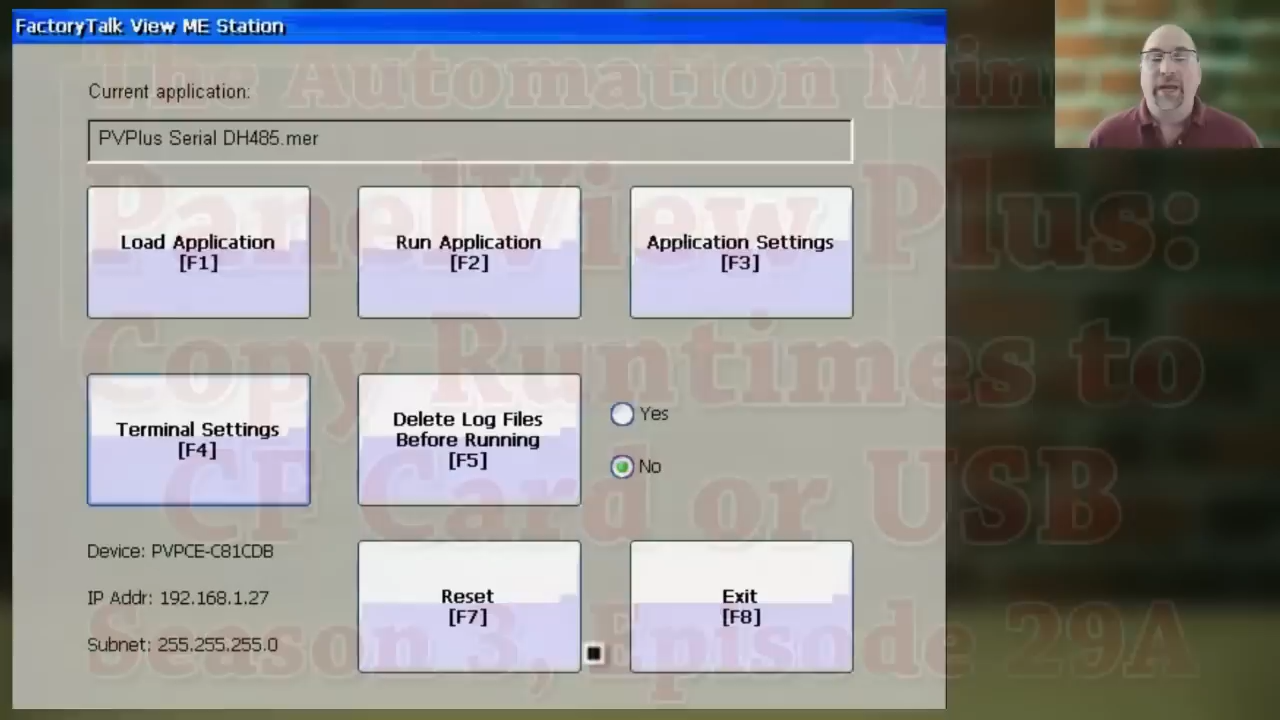 FactoryTalk View ME Station
The Automation Min
Current application:
PVPlus Serial DH485.mer
PanelView Plus:
Load Application
[F1]
Run Application
[F2]
Application Settings
[F3]
Copy Runtimes to
Terminal Settings
[F4]
Delete Log Files
Before Running
[F5]
Yes
No
CF Card or USB
Device: PVPCE-C81CDB
IP Addr: 192.168.1.27
Subnet: 255.255.255.0
Reset
[F7]
Exit
[F8]
Season 3, Episode 29A